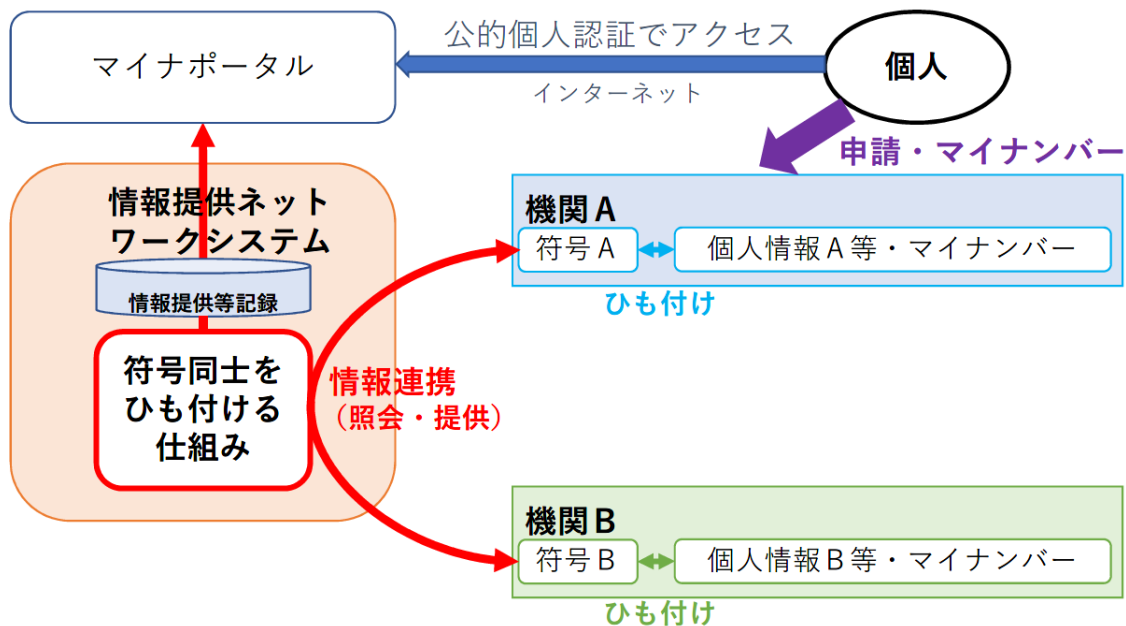 マイナポータル
公的個人認証でアクセス
インターネット
個人
申請・マイナンバー
情報提供ネット
ワークシステム
情報提供等記録
符号同士を
ひも付ける
仕組み
情報連携
（照会・提供）
機関A
符号A
個人情報A等・マイナンバー
ひも付け
機関B
符号B
個人情報B等・マイナンバー
ひも付け